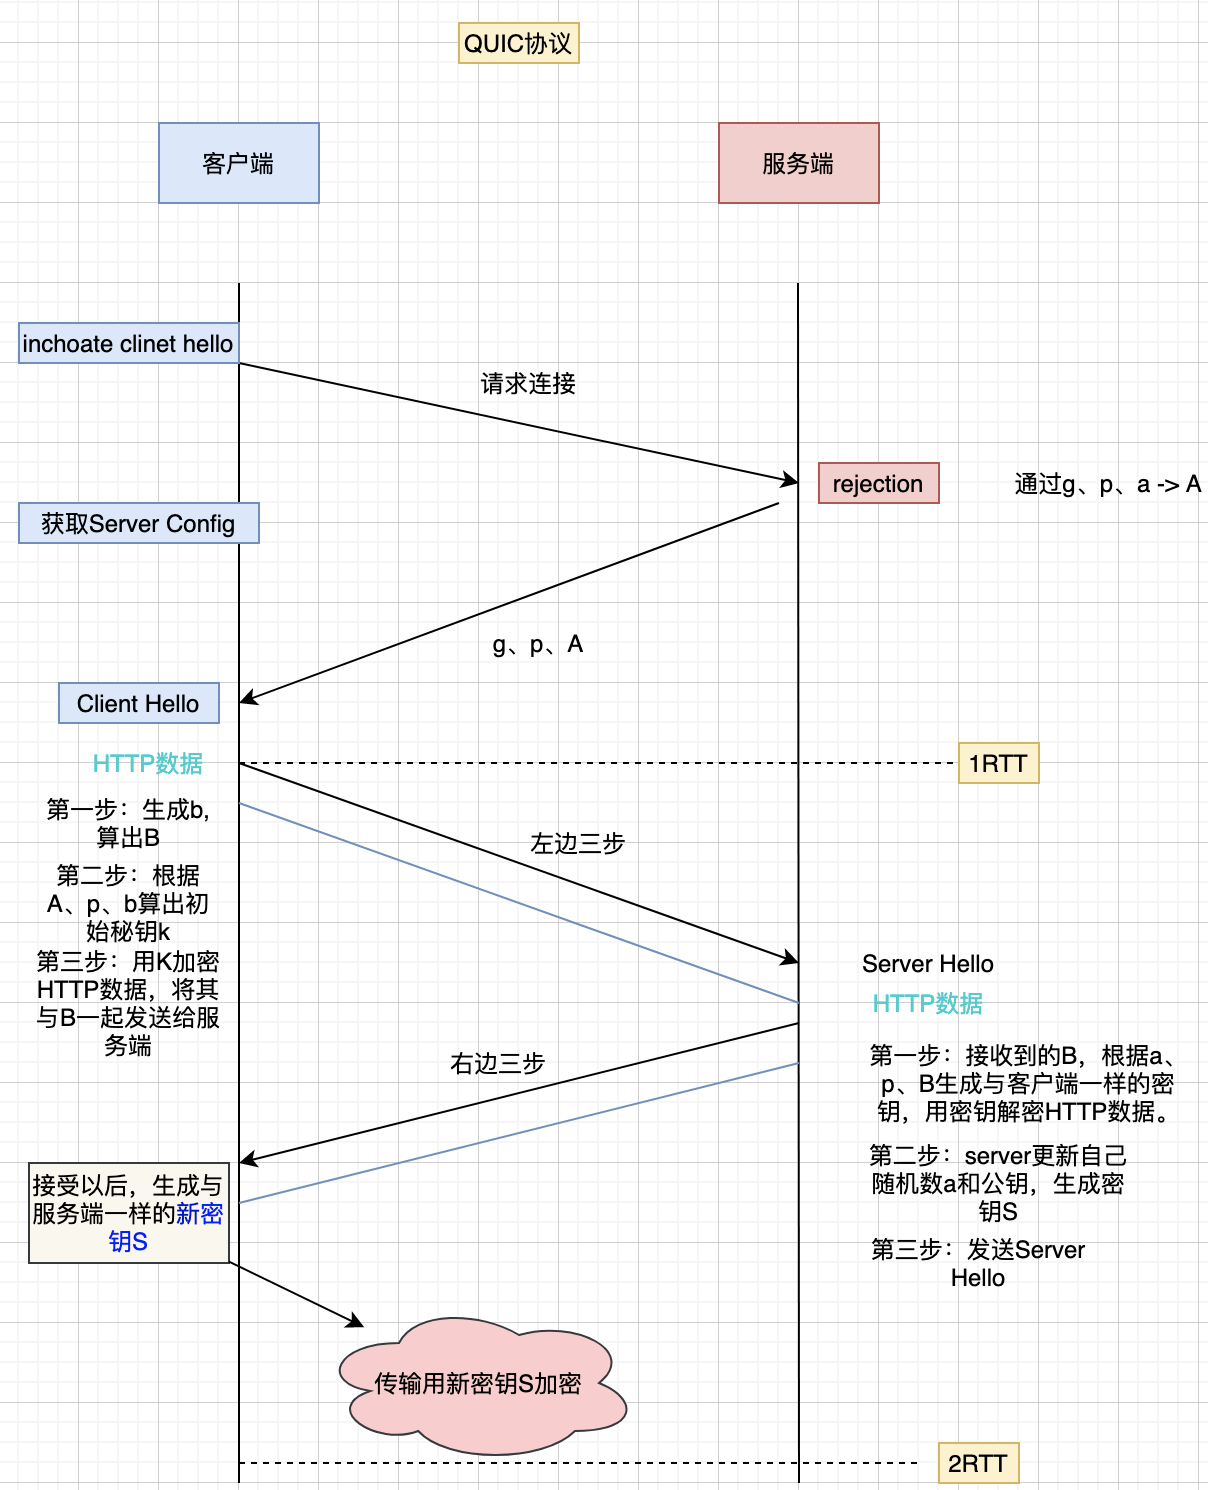 QUIC协议
客户端
服务端
inchoate clinet hello
请求连接
rejection
通过g、p、a -> A
获取Server Config
g、p、A
Client Hello
HTTP数据
1RTT
第一步：生成b,
算出B
左边三步
第二步：根据
A、p、b算出初
始秘钥k
第三步：用K加密
HTTP数据，将其
与B一起发送给服
务端
Server Hello
HTTP数据
第一步：接收到的B，根据a、
p、B生成与客户端一样的密
钥，用密钥解密HTTP数据。
右边三步
第二步：server更新自己
随机数a和公钥，生成密
钥S
第三步：发送Server
Hello
接受以后，生成与
服务端一样的新密
钥S
传输用新密钥S加密
2RTT